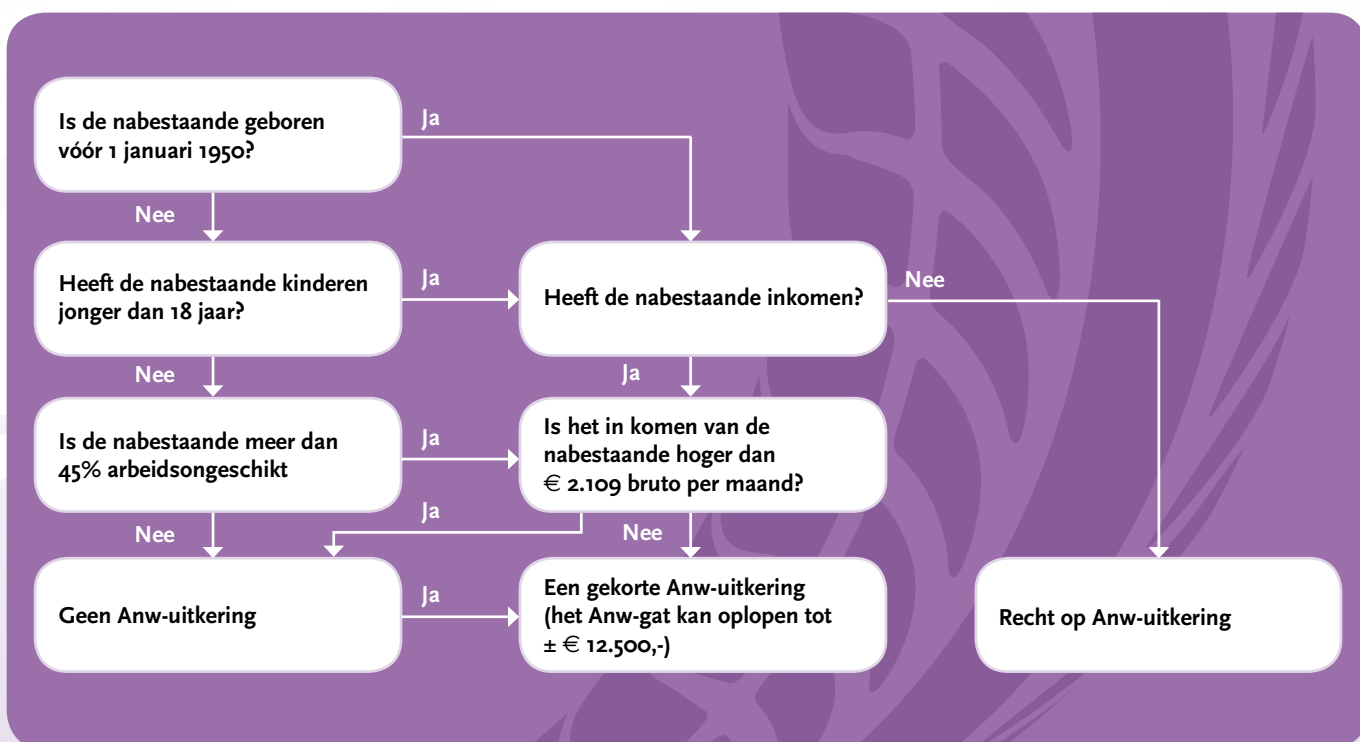 Is de nabestaande geboren
vóór 1 januari 1950?
Ja
Nee
Heeft de nabestaande kinderen
jonger dan 18 jaar?
Ja
Heeft de nabestaande inkomen?
Nee
Nee
Ja
Is de nabestaande meer dan
45% arbeidsongeschikt
Ja
Is het in komen van de
nabestaande hoger dan
€ 2.109 bruto per maand?
Nee
Ja
Nee
Geen Anw-uitkering
Ja
Een gekorte Anw-uitkering
(het Anw-gat kan oplopen tot
± € 12.500,-)
Recht op Anw-uitkering